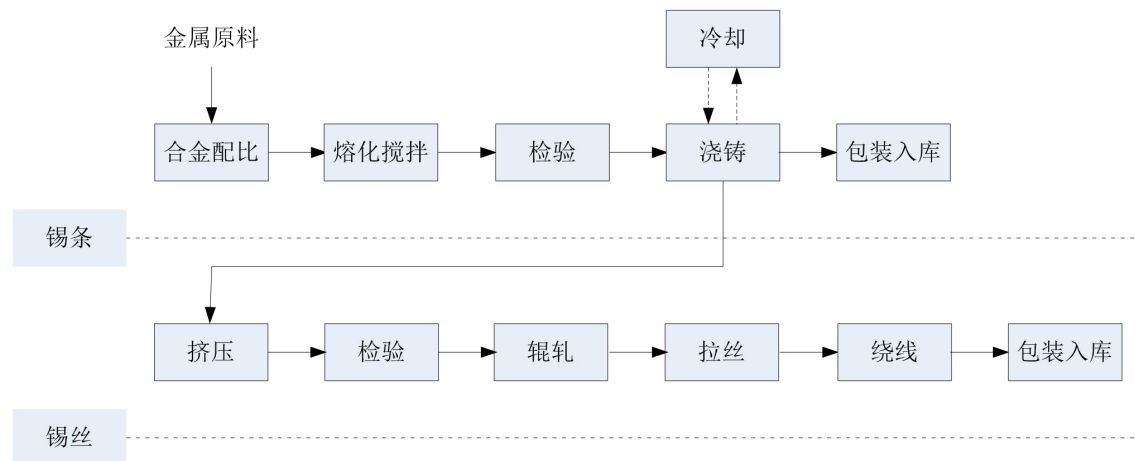 金属原料
冷却
合金配比
熔化搅拌
检验
浇铸
包装入库
锡条
挤压
检验
辊轧
拉丝
绕线
包装入库
锡丝